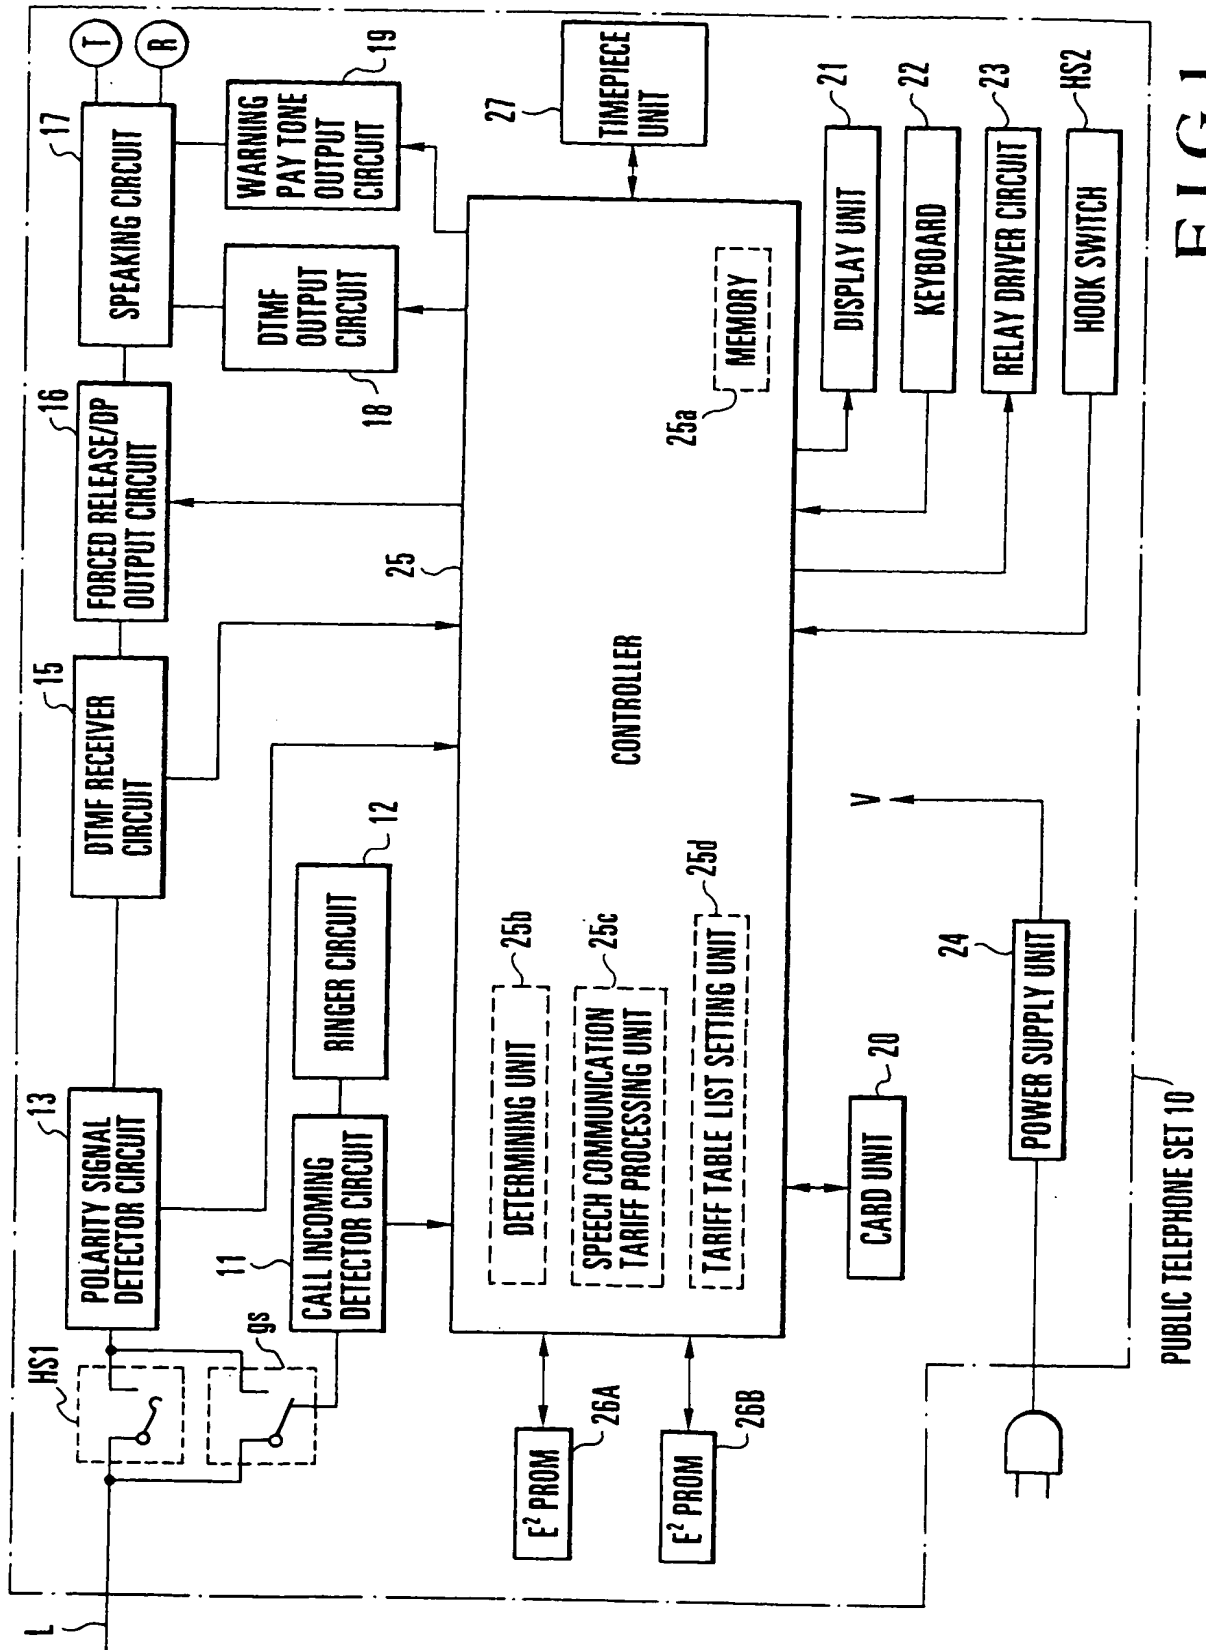 L
HS1
gs
13
POLARITY SIGNAL
DETECTOR CIRCUIT
15
DTMF RECEIVER
CIRCUIT
16
FORCED RELEASE/DP
OUTPUT CIRCUIT
17
SPEAKING CIRCUIT
T
R
11
CALL INCOMING
DETECTOR CIRCUIT
12
RINGER CIRCUIT
18
DTMF
OUTPUT
CIRCUIT
19
WARNING
PAY TONE
OUTPUT
CIRCUIT
25
CONTROLLER
25b
DETERMINING UNIT
25c
SPEECH COMMUNICATION
TARIFF PROCESSING UNIT
25d
TARIFF TABLE LIST SETTING UNIT
25a
MEMORY
27
TIMEPIECE
UNIT
E² PROM
26A
E² PROM
26B
20
CARD UNIT
24
POWER SUPPLY UNIT
V
21
DISPLAY UNIT
22
KEYBOARD
23
RELAY DRIVER CIRCUIT
HS2
HOOK SWITCH
PUBLIC TELEPHONE SET 10
FIG.1